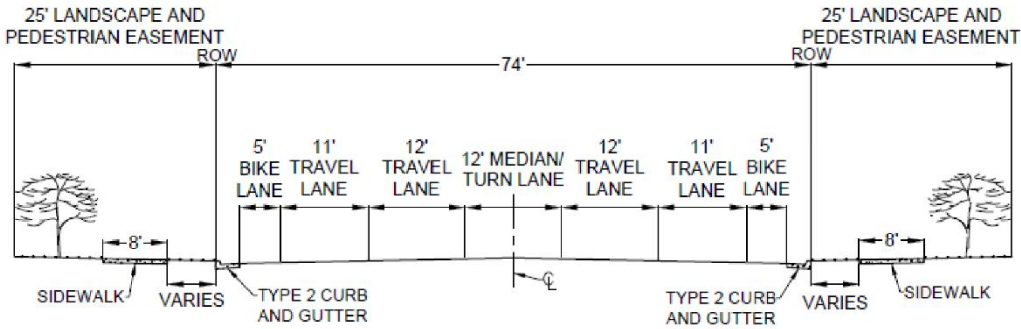 25' LANDSCAPE AND
PEDESTRIAN EASEMENT
ROW
74'
25' LANDSCAPE AND
PEDESTRIAN EASEMENT
ROW
5'
BIKE
LANE
11'
TRAVEL
LANE
12'
TRAVEL
LANE
12' MEDIAN/
TURN LANE
12'
TRAVEL
LANE
11'
TRAVEL
LANE
5'
BIKE
LANE
8'
8'
SIDEWALK
VARIES
TYPE 2 CURB
AND GUTTER
CL
TYPE 2 CURB
AND GUTTER
VARIES
SIDEWALK